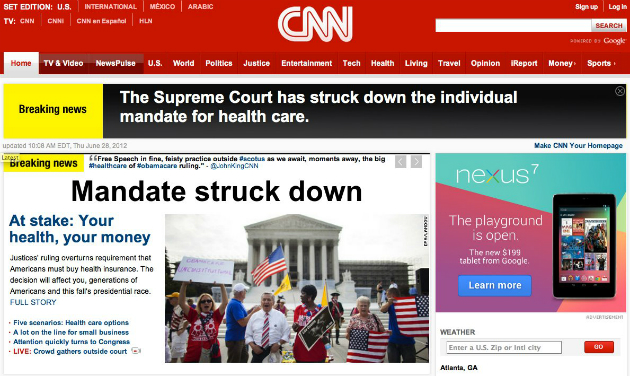 SET EDITION: U.S. INTERNATIONAL MÉXICO ARABIC
TV: CNN CNNi CNN en Español HLN
CNN
Sign up Log in
SEARCH
POWERED BY Google
Home TV & Video NewsPulse U.S. World Politics Justice Entertainment Tech Health Living Travel Opinion iReport Money Sports
Breaking news
The Supreme Court has struck down the individual
mandate for health care.
updated 10:08 AM EDT, Thu June 28, 2012
Make CNN Your Homepage
Latest
Breaking news
"Free Speech in fine, feisty practice outside #scotus as we await, moments away, the big
#healthcare of #obamacare ruling." - @JohnKingCNN
Mandate struck down
At stake: Your
health, your money
Justices' ruling overturns requirement that
Americans must buy health insurance. The
decision will affect you, generations of
Americans and this fall's presidential race.
FULL STORY
Five scenarios: Health care options
A lot on the line for small business
Attention quickly turns to Congress
LIVE: Crowd gathers outside court
nexus 7
The playground
is open.
The new $199
tablet from Google.
Learn more
ADVERTISEMENT
WEATHER
Enter a U.S. Zip or Intl city
GO
Atlanta, GA